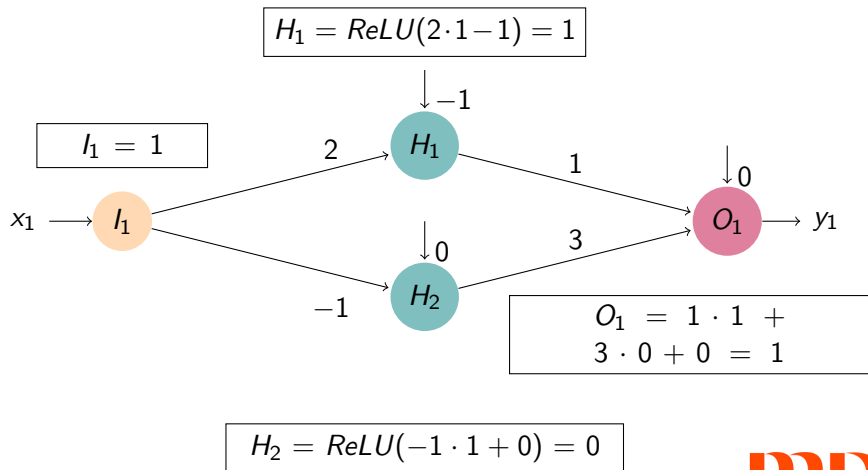 H₁ = ReLU(2·1−1) = 1
−1
I₁ = 1
2
H₁
1
0
x₁
I₁
O₁
y₁
0
3
H₂
−1
O₁ = 1 · 1 +
3 · 0 + 0 = 1
H₂ = ReLU(−1 · 1 + 0) = 0